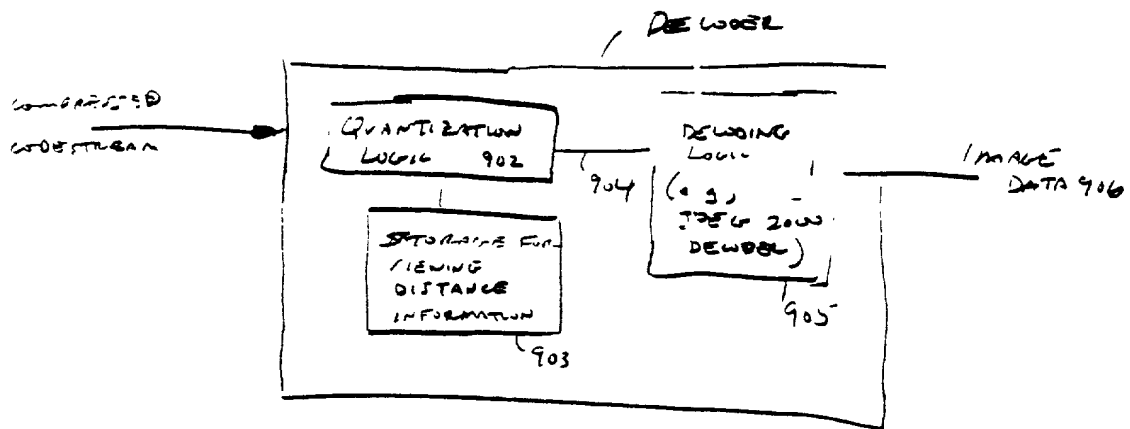 DECODER
COMPRESSED
CODESTREAM
QUANTIZATION
LOGIC 902
904
DECODING
LOGIC
(e.g.,
JPEG 2000
DECODER)
905
IMAGE
DATA 906
STORAGE FOR
VIEWING
DISTANCE
INFORMATION
903